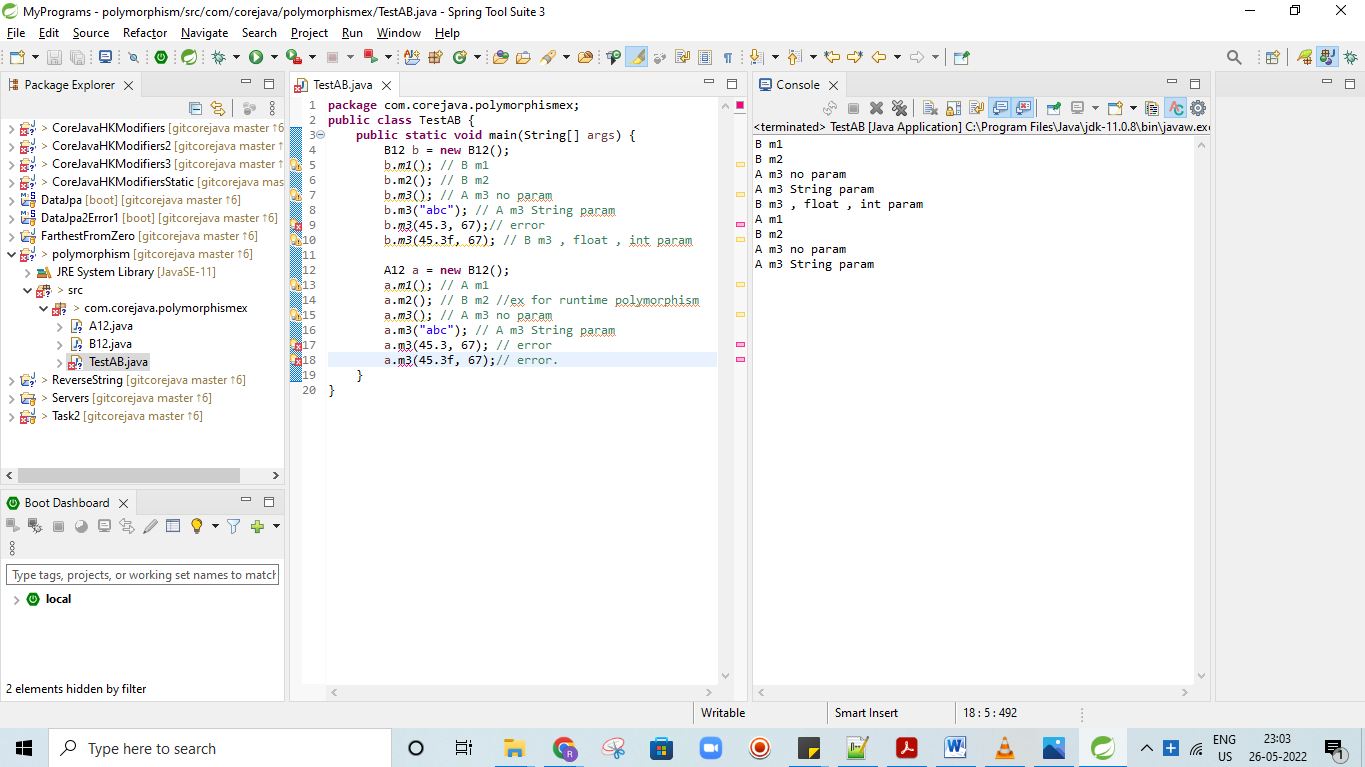 MyPrograms - polymorphism/src/com/corejava/polymorphismex/TestAB.java - Spring Tool Suite 3
File Edit Source Refactor Navigate Search Project Run Window Help
Package Explorer
> CoreJavaHKModifiers [gitcorejava master ↑6
> CoreJavaHKModifiers2 [gitcorejava master ↑
> CoreJavaHKModifiers3 [gitcorejava master ↑
> CoreJavaHKModifiersStatic [gitcorejava mas
DataJpa [boot] [gitcorejava master ↑6]
DataJpa2Error1 [boot] [gitcorejava master ↑6]
FarthestFromZero [gitcorejava master ↑6]
> polymorphism [gitcorejava master ↑6]
JRE System Library [JavaSE-11]
> src
> com.corejava.polymorphismex
A12.java
B12.java
TestAB.java
> ReverseString [gitcorejava master ↑6]
> Servers [gitcorejava master ↑6]
> Task2 [gitcorejava master ↑6]
Boot Dashboard
Type tags, projects, or working set names to match
local
2 elements hidden by filter
TestAB.java
1 package com.corejava.polymorphismex;
2 public class TestAB {
3 public static void main(String[] args) {
4 B12 b = new B12();
5 b.m1(); // B m1
6 b.m2(); // B m2
7 b.m3(); // A m3 no param
8 b.m3("abc"); // A m3 String param
9 b.m3(45.3, 67);// error
10 b.m3(45.3f, 67); // B m3 , float , int param
11
12 A12 a = new B12();
13 a.m1(); // A m1
14 a.m2(); // B m2 //ex for runtime polymorphism
15 a.m3(); // A m3 no param
16 a.m3("abc"); // A m3 String param
17 a.m3(45.3, 67); // error
18 a.m3(45.3f, 67);// error.
19 }
20 }
Console
<terminated> TestAB [Java Application] C:\Program Files\Java\jdk-11.0.8\bin\javaw.exe
B m1
B m2
A m3 no param
A m3 String param
B m3 , float , int param
A m1
B m2
A m3 no param
A m3 String param
Writable Smart Insert 18 : 5 : 492
Type here to search
ENG
US
23:03
26-05-2022
1